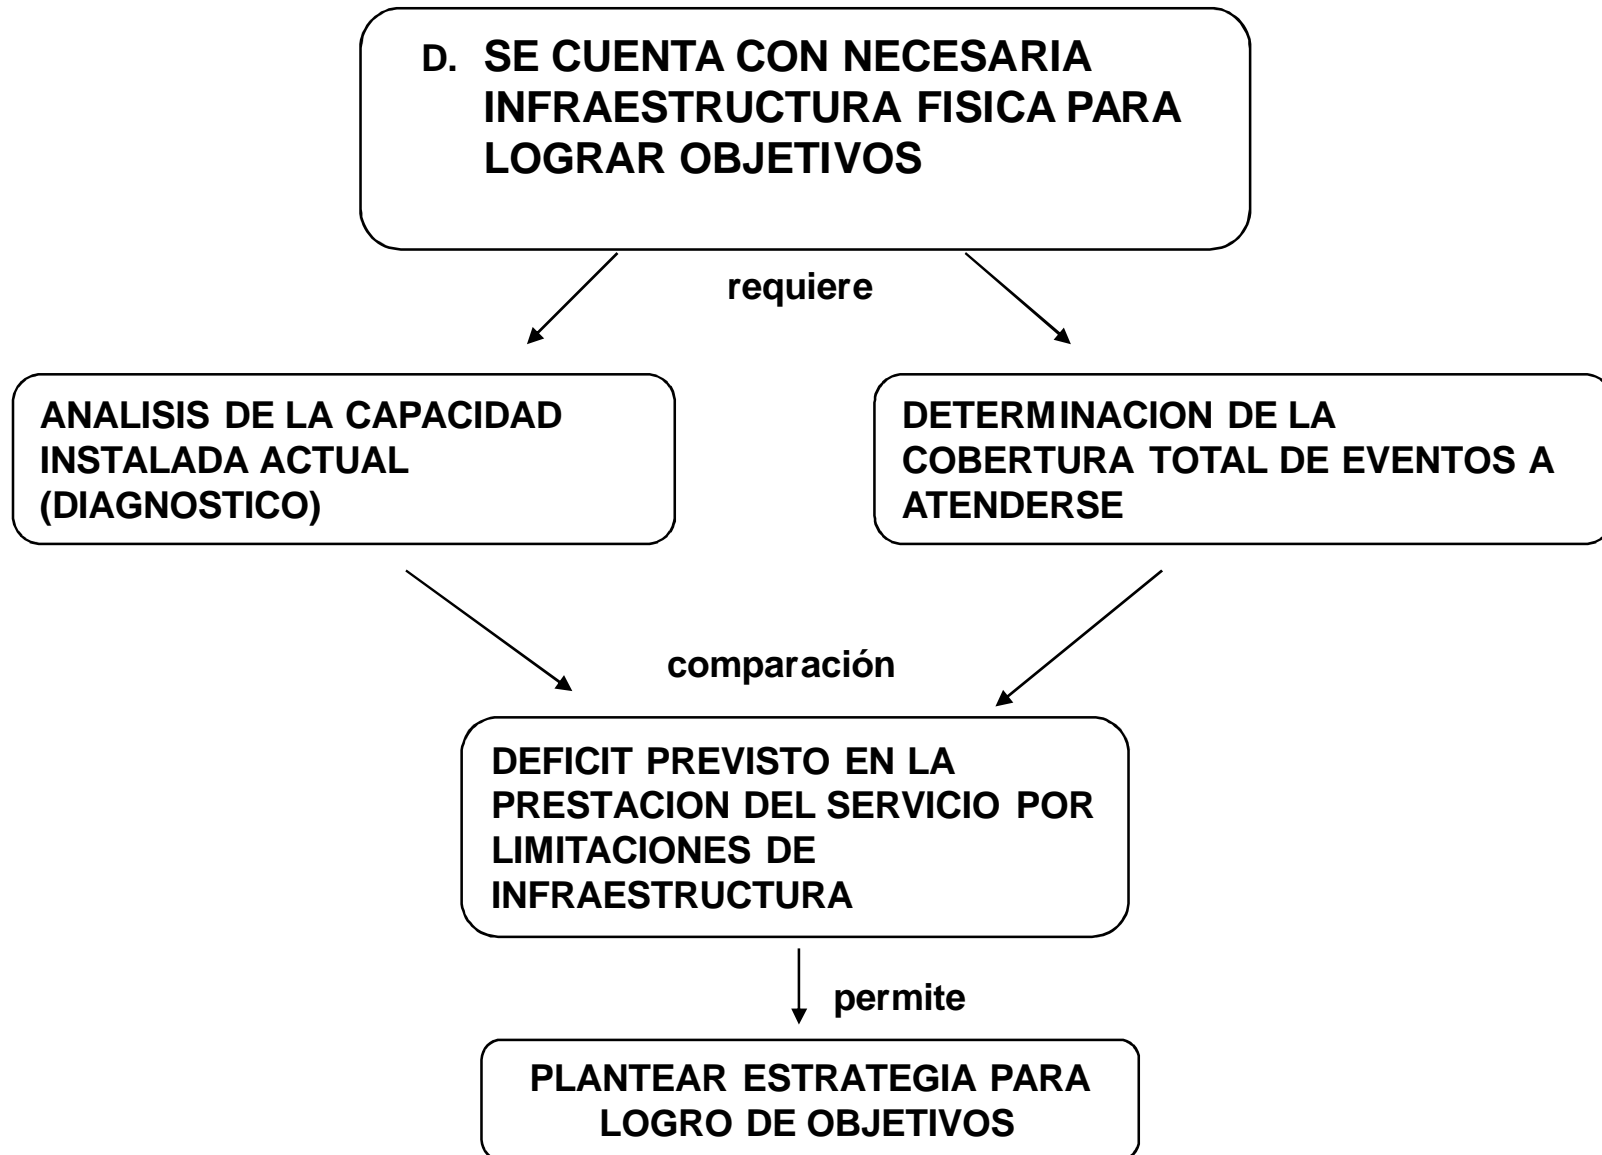 D. SE CUENTA CON NECESARIA
INFRAESTRUCTURA FISICA PARA
LOGRAR OBJETIVOS
requiere
ANALISIS DE LA CAPACIDAD
INSTALADA ACTUAL
(DIAGNOSTICO)
DETERMINACION DE LA
COBERTURA TOTAL DE EVENTOS A
ATENDERSE
comparación
DEFICIT PREVISTO EN LA
PRESTACION DEL SERVICIO POR
LIMITACIONES DE
INFRAESTRUCTURA
permite
PLANTEAR ESTRATEGIA PARA
LOGRO DE OBJETIVOS